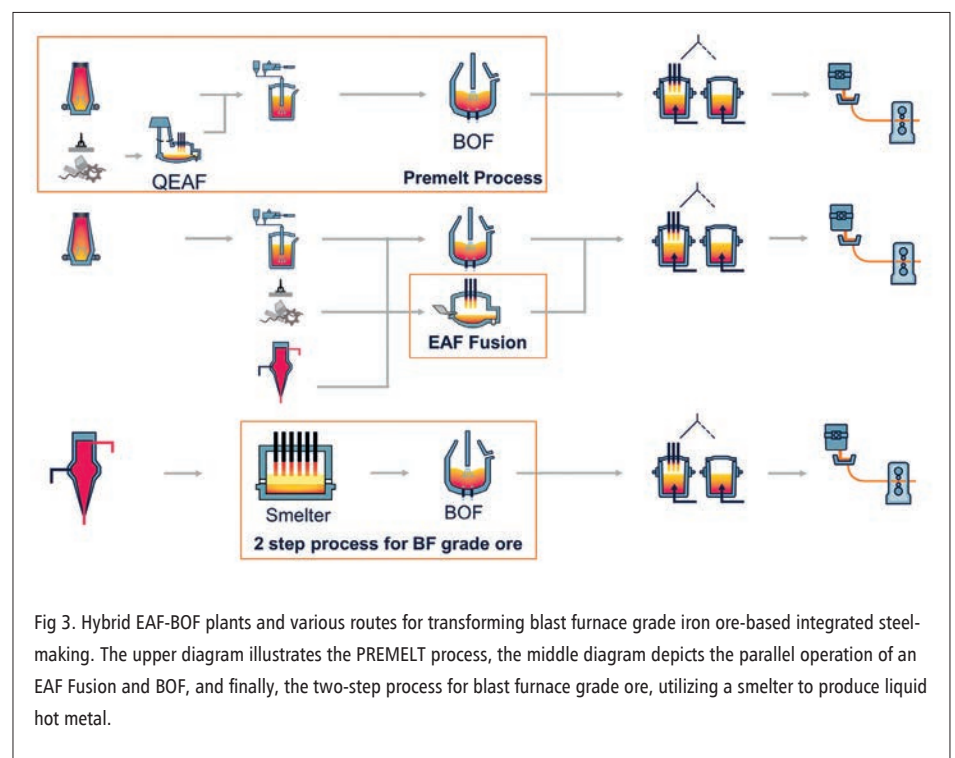 BOF
QEAF
Premelt Process
EAF Fusion
Smelter
BOF
2 step process for BF grade ore
Fig 3. Hybrid EAF-BOF plants and various routes for transforming blast furnace grade iron ore-based integrated steel-
making. The upper diagram illustrates the PREMELT process, the middle diagram depicts the parallel operation of an
EAF Fusion and BOF, and finally, the two-step process for blast furnace grade ore, utilizing a smelter to produce liquid
hot metal.